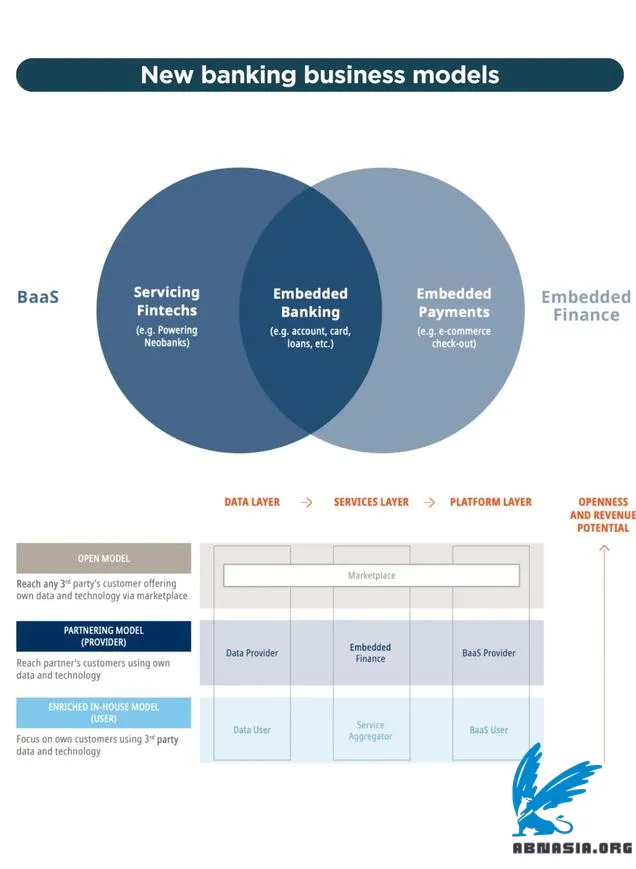 New banking business models
BaaS
Servicing
Fintechs
(e.g. Powering
Neobanks)
Embedded
Banking
(e.g. account, card,
loans, etc.)
Embedded
Payments
(e.g. e-commerce
check-out)
Embedded
Finance
DATA LAYER → SERVICES LAYER → PLATFORM LAYER
OPENNESS
AND REVENUE
POTENTIAL
OPEN MODEL
Reach any 3rd party's customer offering
own data and technology via marketplace
Marketplace
PARTNERING MODEL
(PROVIDER)
Reach partner's customers using own
data and technology
Data Provider
Embedded
Finance
BaaS Provider
ENRICHED IN-HOUSE MODEL
(USER)
Focus on own customers using 3rd party
data and technology
Data User
Service
Aggregator
BaaS User
ABNASIA.ORG